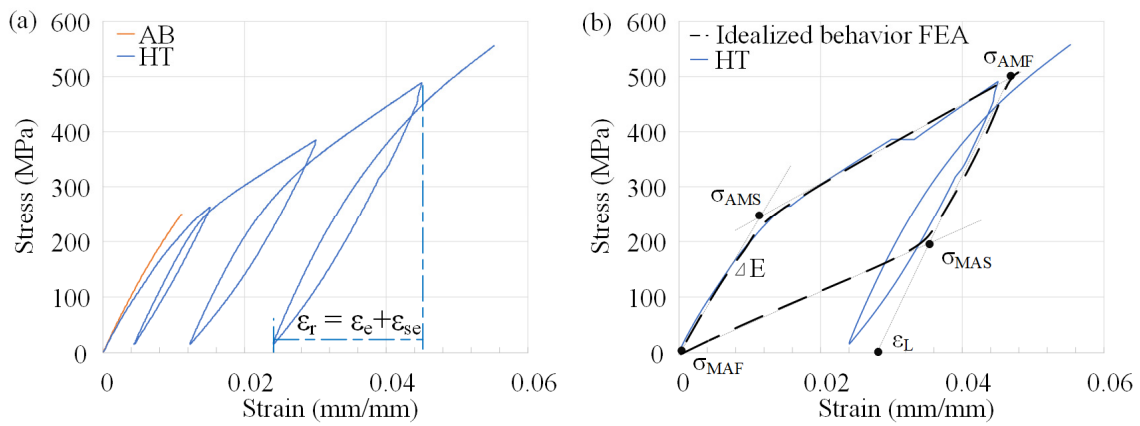 (a)
600
500
400
300
200
100
0
Stress (MPa)
AB
HT
εr = εe+εse
0
0.02
0.04
0.06
Strain (mm/mm)
(b)
600
500
400
300
200
100
0
Stress (MPa)
Idealized behavior FEA
HT
σAMF
σAMS
E
σMAS
εL
σMAF
0
0.02
0.04
0.06
Strain (mm/mm)